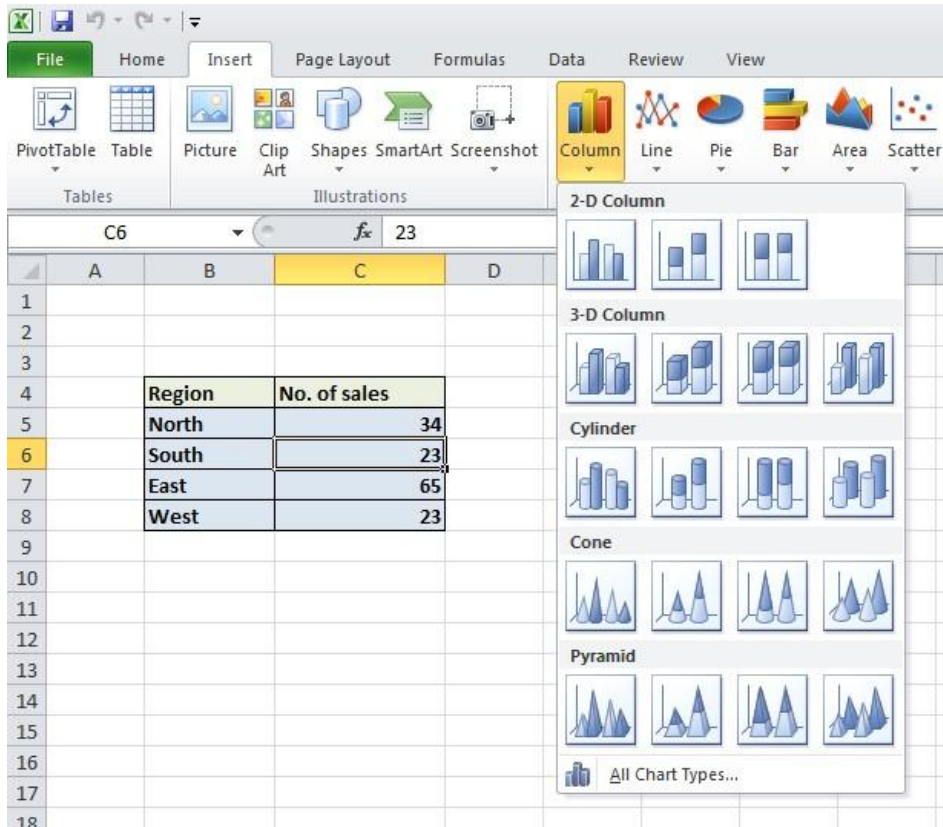 File Home Insert Page Layout Formulas Data Review View
PivotTable Table Picture Clip Art Shapes SmartArt Screenshot Column Line Pie Bar Area Scatter
Tables Illustrations
C6 fx 23
A B C D
1
2
3
4 Region No. of sales
5 North 34
6 South 23
7 East 65
8 West 23
9
10
11
12
13
14
15
16
17
18
2-D Column
3-D Column
Cylinder
Cone
Pyramid
All Chart Types...